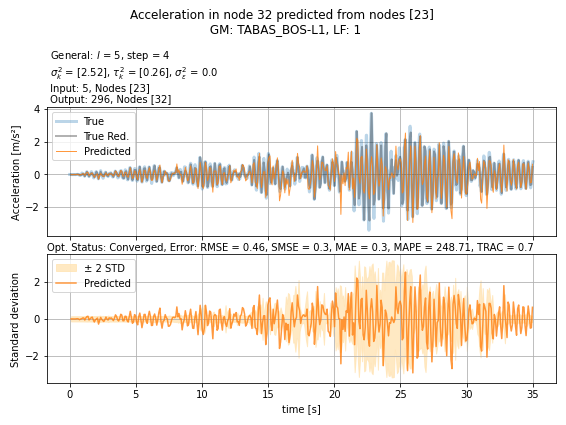 Acceleration in node 32 predicted from nodes [23]
GM: TABAS_BOS-L1, LF: 1
General: l = 5, step = 4
σ²ₖ = [2.52], τ²ₖ = [0.26], σ²ε = 0.0
Input: 5, Nodes [23]
Output: 296, Nodes [32]
4
2
0
−2
Acceleration [m/s²]
True
True Red.
Predicted
Opt. Status: Converged, Error: RMSE = 0.46, SMSE = 0.3, MAE = 0.3, MAPE = 248.71, TRAC = 0.7
2
0
−2
Standard deviation
± 2 STD
Predicted
0 5 10 15 20 25 30 35
time [s]